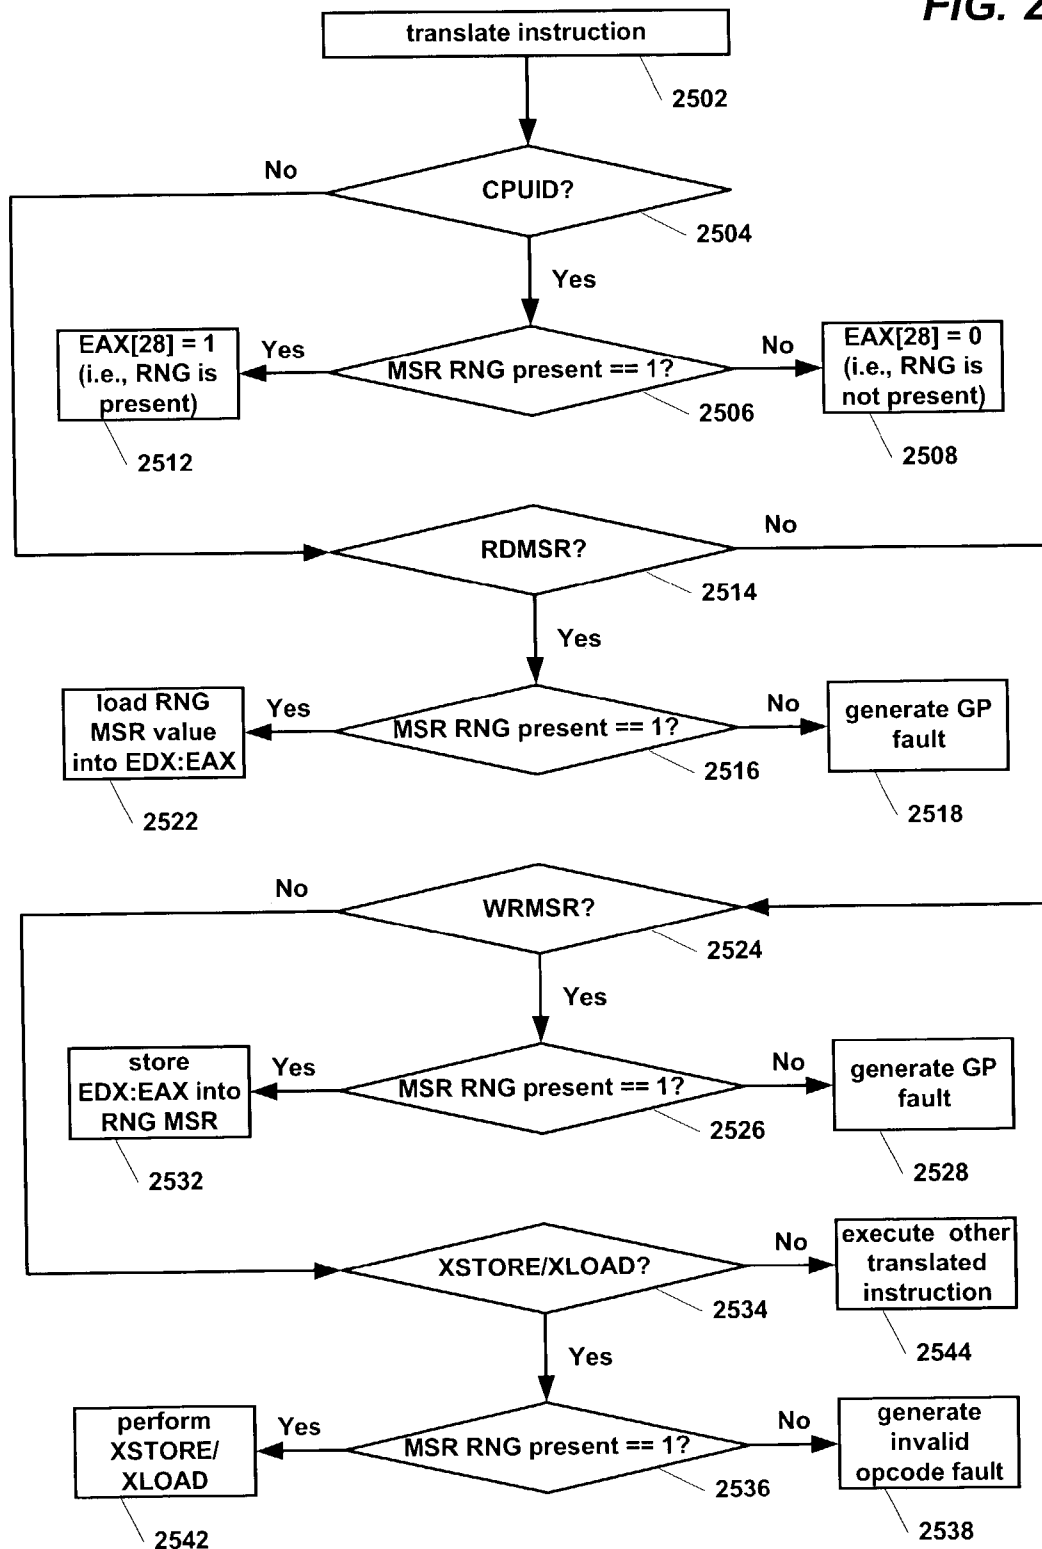 FIG. 2
translate instruction
2502
No
CPUID?
2504
Yes
EAX[28] = 1
(i.e., RNG is
present)
2512
Yes
MSR RNG present == 1?
2506
No
EAX[28] = 0
(i.e., RNG is
not present)
2508
RDMSR?
No
2514
Yes
load RNG
MSR value
into EDX:EAX
2522
Yes
MSR RNG present == 1?
2516
No
generate GP
fault
2518
No
WRMSR?
2524
Yes
store
EDX:EAX into
RNG MSR
2532
Yes
MSR RNG present == 1?
2526
No
generate GP
fault
2528
XSTORE/XLOAD?
2534
No
execute other
translated
instruction
2544
Yes
perform
XSTORE/
XLOAD
2542
Yes
MSR RNG present == 1?
2536
No
generate
invalid
opcode fault
2538